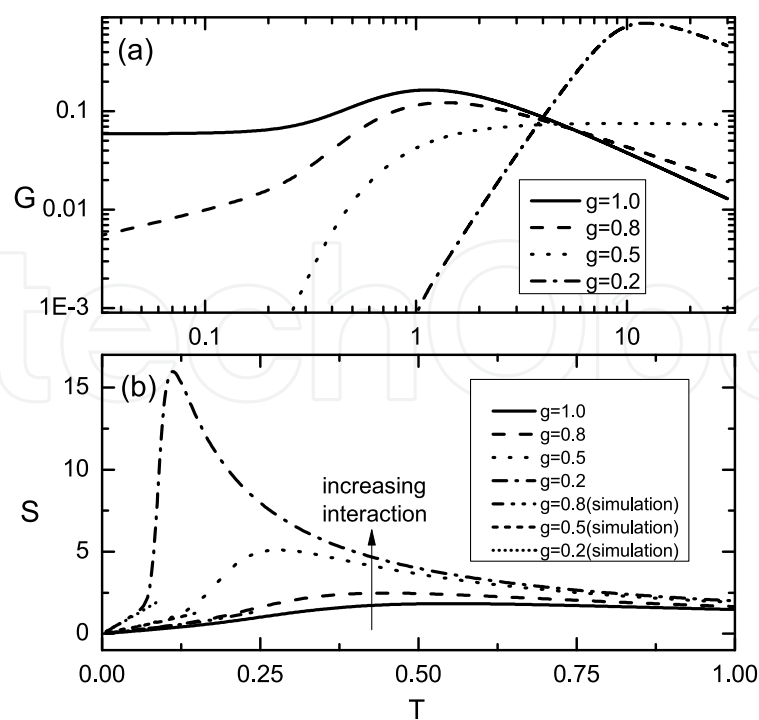 (a)
0.1
G
0.01
1E-3
g=1.0
g=0.8
g=0.5
g=0.2
0.1 1 10
(b)
15
10
S
5
0
increasing
interaction
g=1.0
g=0.8
g=0.5
g=0.2
g=0.8(simulation)
g=0.5(simulation)
g=0.2(simulation)
0.00 0.25 0.50 0.75 1.00
T